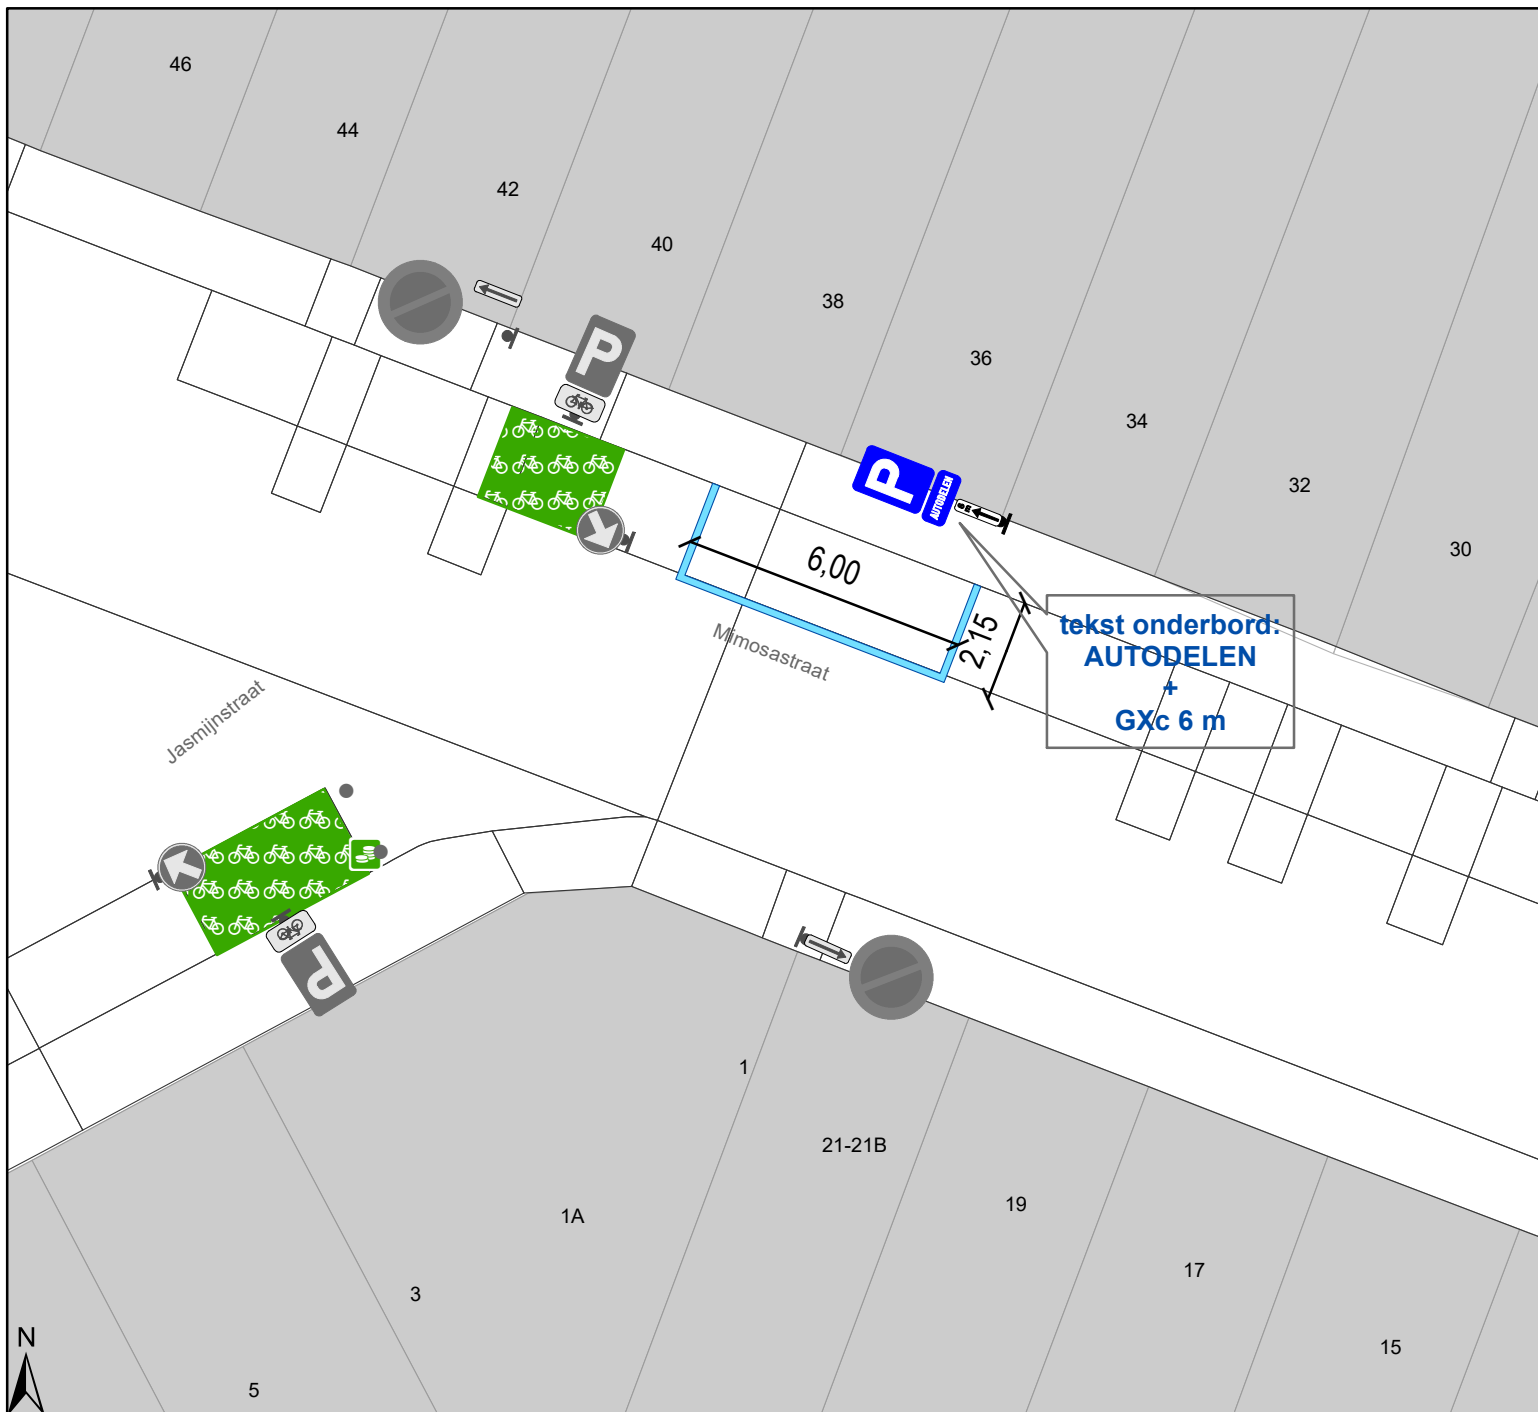 46
44
42
40
38
36
34
32
30
P
P
AUTODELEN
6,00
2,15
tekst onderbord:
AUTODELEN
+
GXc 6 m
Mimosastraat
Jasmijnstraat
P
1
21-21B
19
17
15
1A
3
5
N